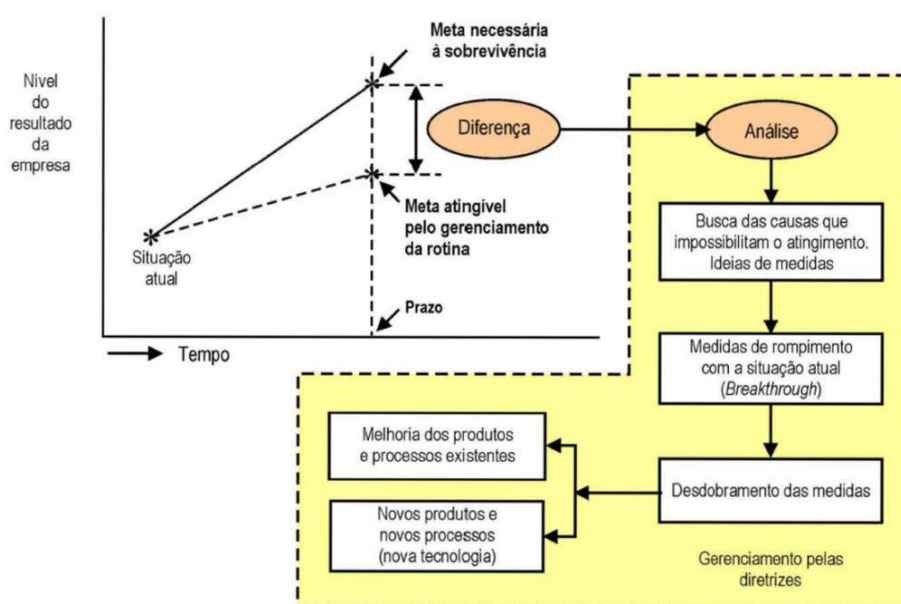 Nível
do
resultado
da
empresa
Meta necessária
à sobrevivência
Diferença
Meta atingível
pelo gerenciamento
da rotina
Situação
atual
Prazo
Tempo
Análise
Busca das causas que
impossibilitam o atingimento.
Ideias de medidas
Medidas de rompimento
com a situação atual
(Breakthrough)
Desdobramento das medidas
Melhoria dos produtos
e processos existentes
Novos produtos e
novos processos
(nova tecnologia)
Gerenciamento pelas
diretrizes